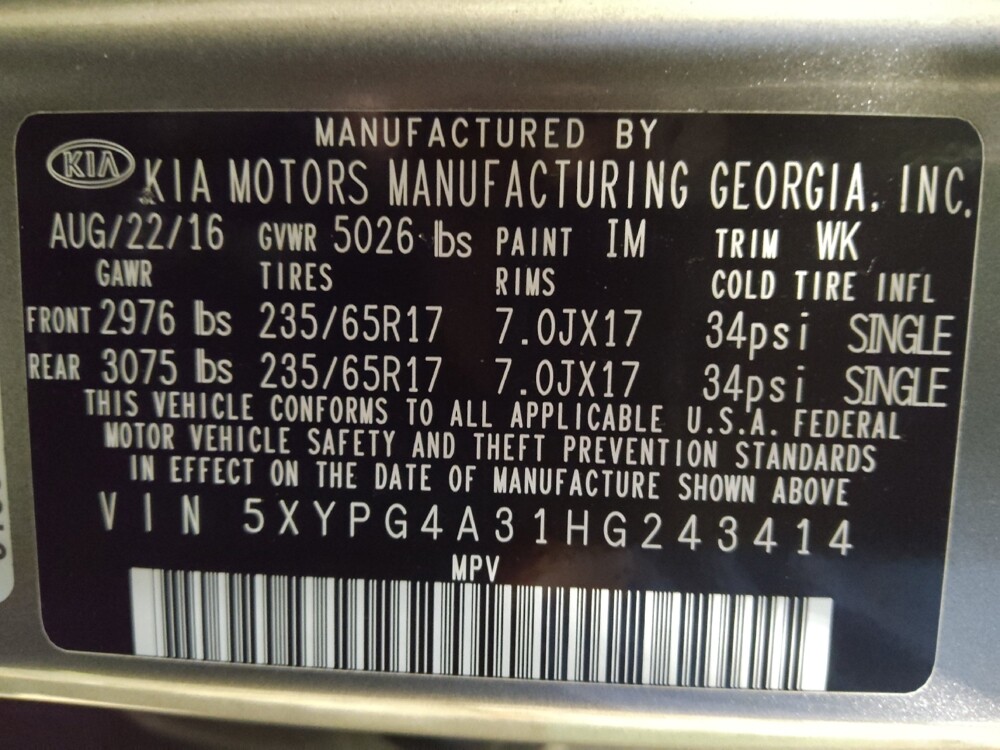 MANUFACTURED BY
KIA KIA MOTORS MANUFACTURING GEORGIA, INC.
AUG/22/16 GVWR 5026 lbs PAINT IM TRIM WK
GAWR TIRES RIMS COLD TIRE INFL
FRONT 2976 lbs 235/65R17 7.0JX17 34psi SINGLE
REAR 3075 lbs 235/65R17 7.0JX17 34psi SINGLE
THIS VEHICLE CONFORMS TO ALL APPLICABLE U.S.A. FEDERAL
MOTOR VEHICLE SAFETY AND THEFT PREVENTION STANDARDS
IN EFFECT ON THE DATE OF MANUFACTURE SHOWN ABOVE
VIN 5XYPG4A31HG243414
MPV